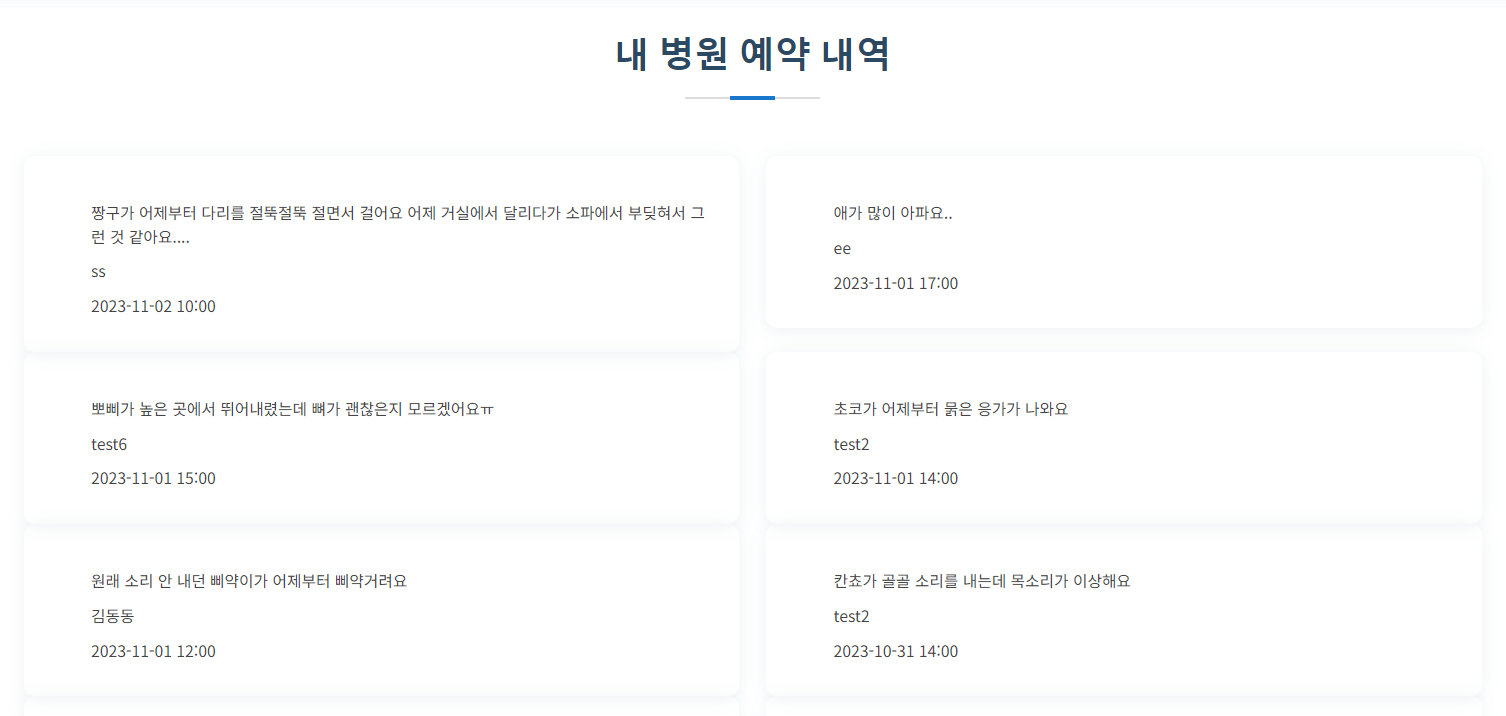 내 병원 예약 내역
짱구가 어제부터 다리를 절뚝절뚝 절면서 걸어요 어제 거실에서 달리다가 소파에서 부딪혀서 그
런 것 같아요....
ss
2023-11-02 10:00
애가 많이 아파요..
ee
2023-11-01 17:00
뽀삐가 높은 곳에서 뛰어내렸는데 뼈가 괜찮은지 모르겠어요ㅠ
test6
2023-11-01 15:00
초코가 어제부터 묽은 응가가 나와요
test2
2023-11-01 14:00
원래 소리 안 내던 삐약이가 어제부터 삐약거려요
김동동
2023-11-01 12:00
칸쵸가 골골 소리를 내는데 목소리가 이상해요
test2
2023-10-31 14:00